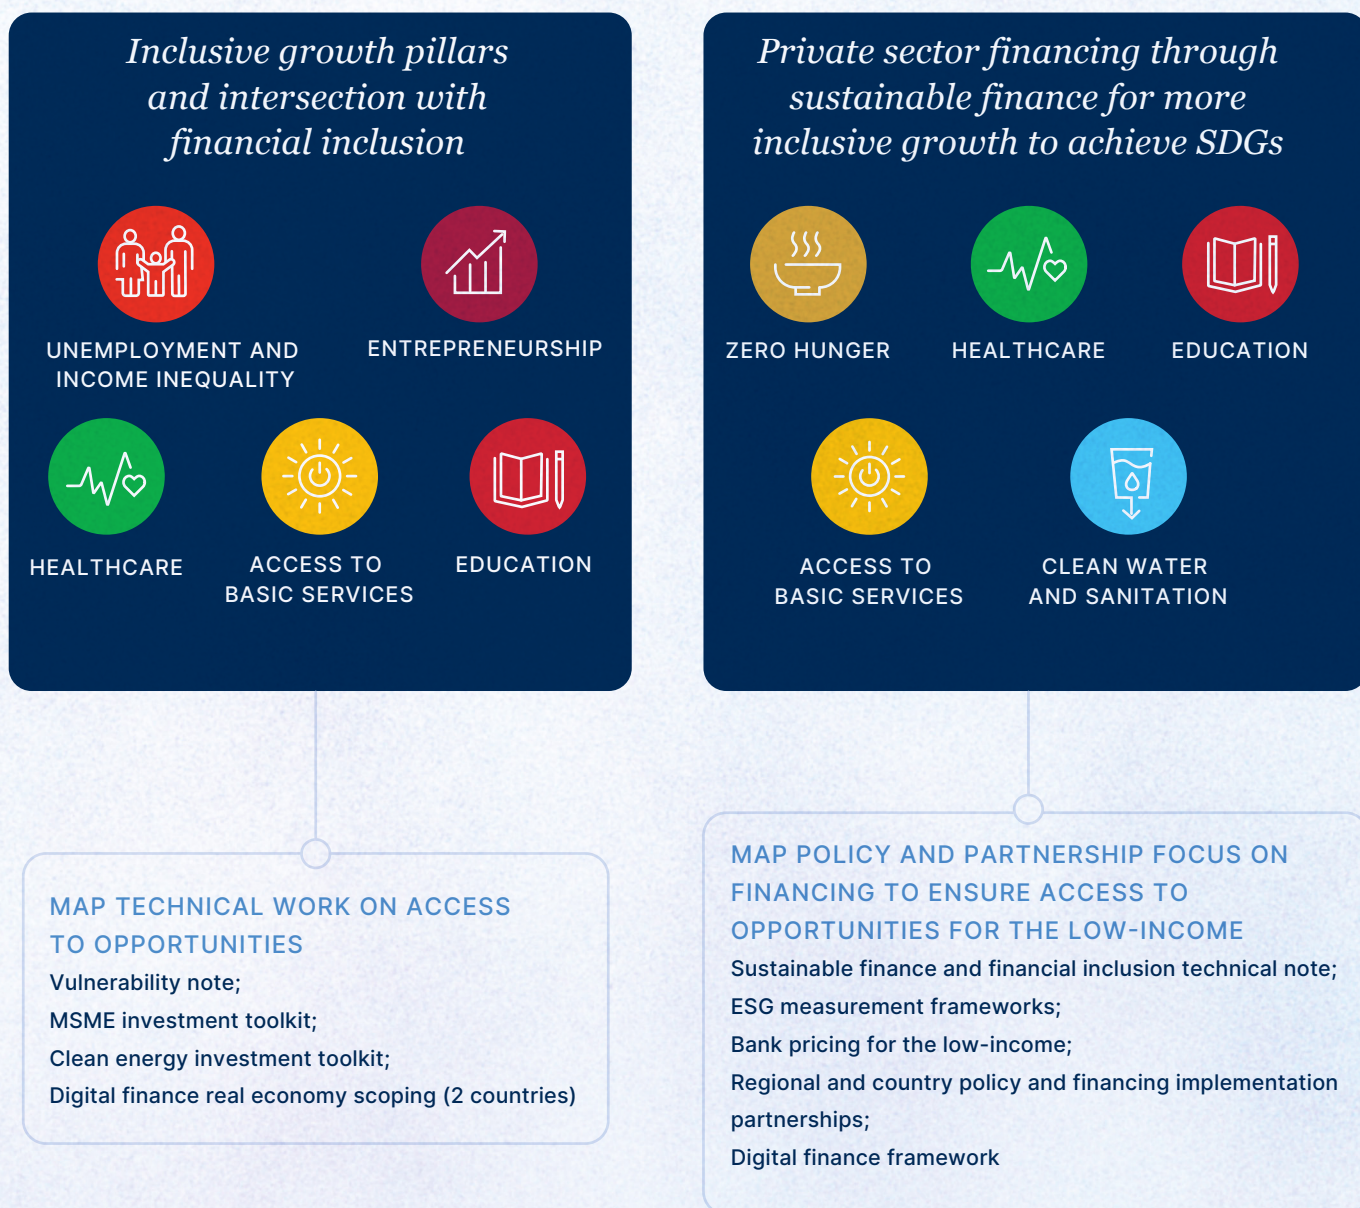 Inclusive growth pillars
and intersection with
financial inclusion
UNEMPLOYMENT AND
INCOME INEQUALITY
ENTREPRENEURSHIP
HEALTHCARE
ACCESS TO
BASIC SERVICES
EDUCATION
MAP TECHNICAL WORK ON ACCESS
TO OPPORTUNITIES
Vulnerability note;
MSME investment toolkit;
Clean energy investment toolkit;
Digital finance real economy scoping (2 countries)
Private sector financing through
sustainable finance for more
inclusive growth to achieve SDGs
ZERO HUNGER
HEALTHCARE
EDUCATION
ACCESS TO
BASIC SERVICES
CLEAN WATER
AND SANITATION
MAP POLICY AND PARTNERSHIP FOCUS ON
FINANCING TO ENSURE ACCESS TO
OPPORTUNITIES FOR THE LOW-INCOME
Sustainable finance and financial inclusion technical note;
ESG measurement frameworks;
Bank pricing for the low-income;
Regional and country policy and financing implementation
partnerships;
Digital finance framework